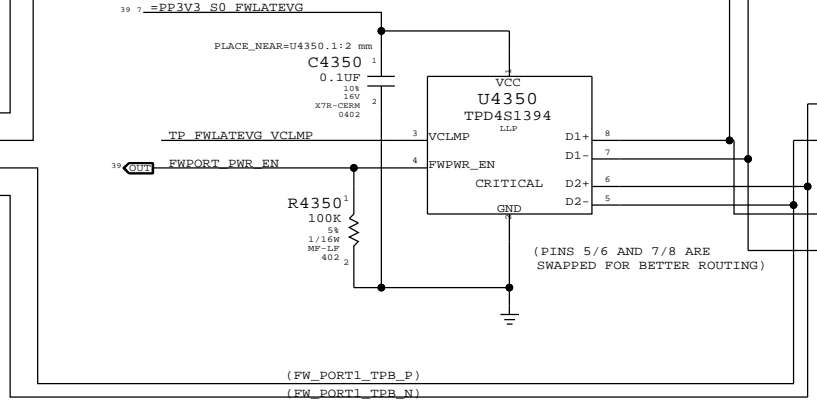 39 7 =PP3V3_S0_FWLATEVG
PLACE_NEAR=U4350.1:2 mm
C4350 1
0.1UF
10%
16V
X7R-CERM 2
0402
1
VCC
U4350
TPD4S1394
LLP
TP_FWLATEVG_VCLMP 3 VCLMP
D1+ 8
D1- 7
39 OUT FWPORT_PWR_EN 4 FWPWR_EN
CRITICAL
D2+ 6
D2- 5
GND
R4350 1
100K
5%
1/16W
MF-LF
402 2
(PINS 5/6 AND 7/8 ARE
SWAPPED FOR BETTER ROUTING)
(FW_PORT1_TPB_P)
(FW_PORT1_TPB_N)